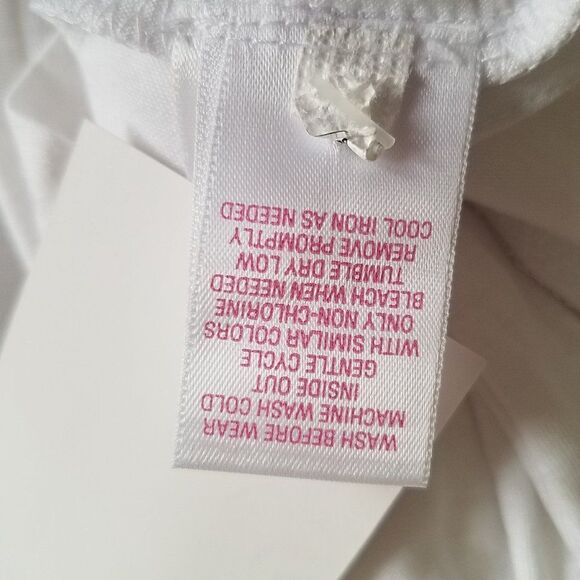 WASH BEFORE WEAR
MACHINE WASH COLD
INSIDE OUT
GENTLE CYCLE
WITH SIMILAR COLORS
ONLY NON-CHLORINE
BLEACH WHEN NEEDED
TUMBLE DRY LOW
REMOVE PROMPTLY
COOL IRON AS NEEDED